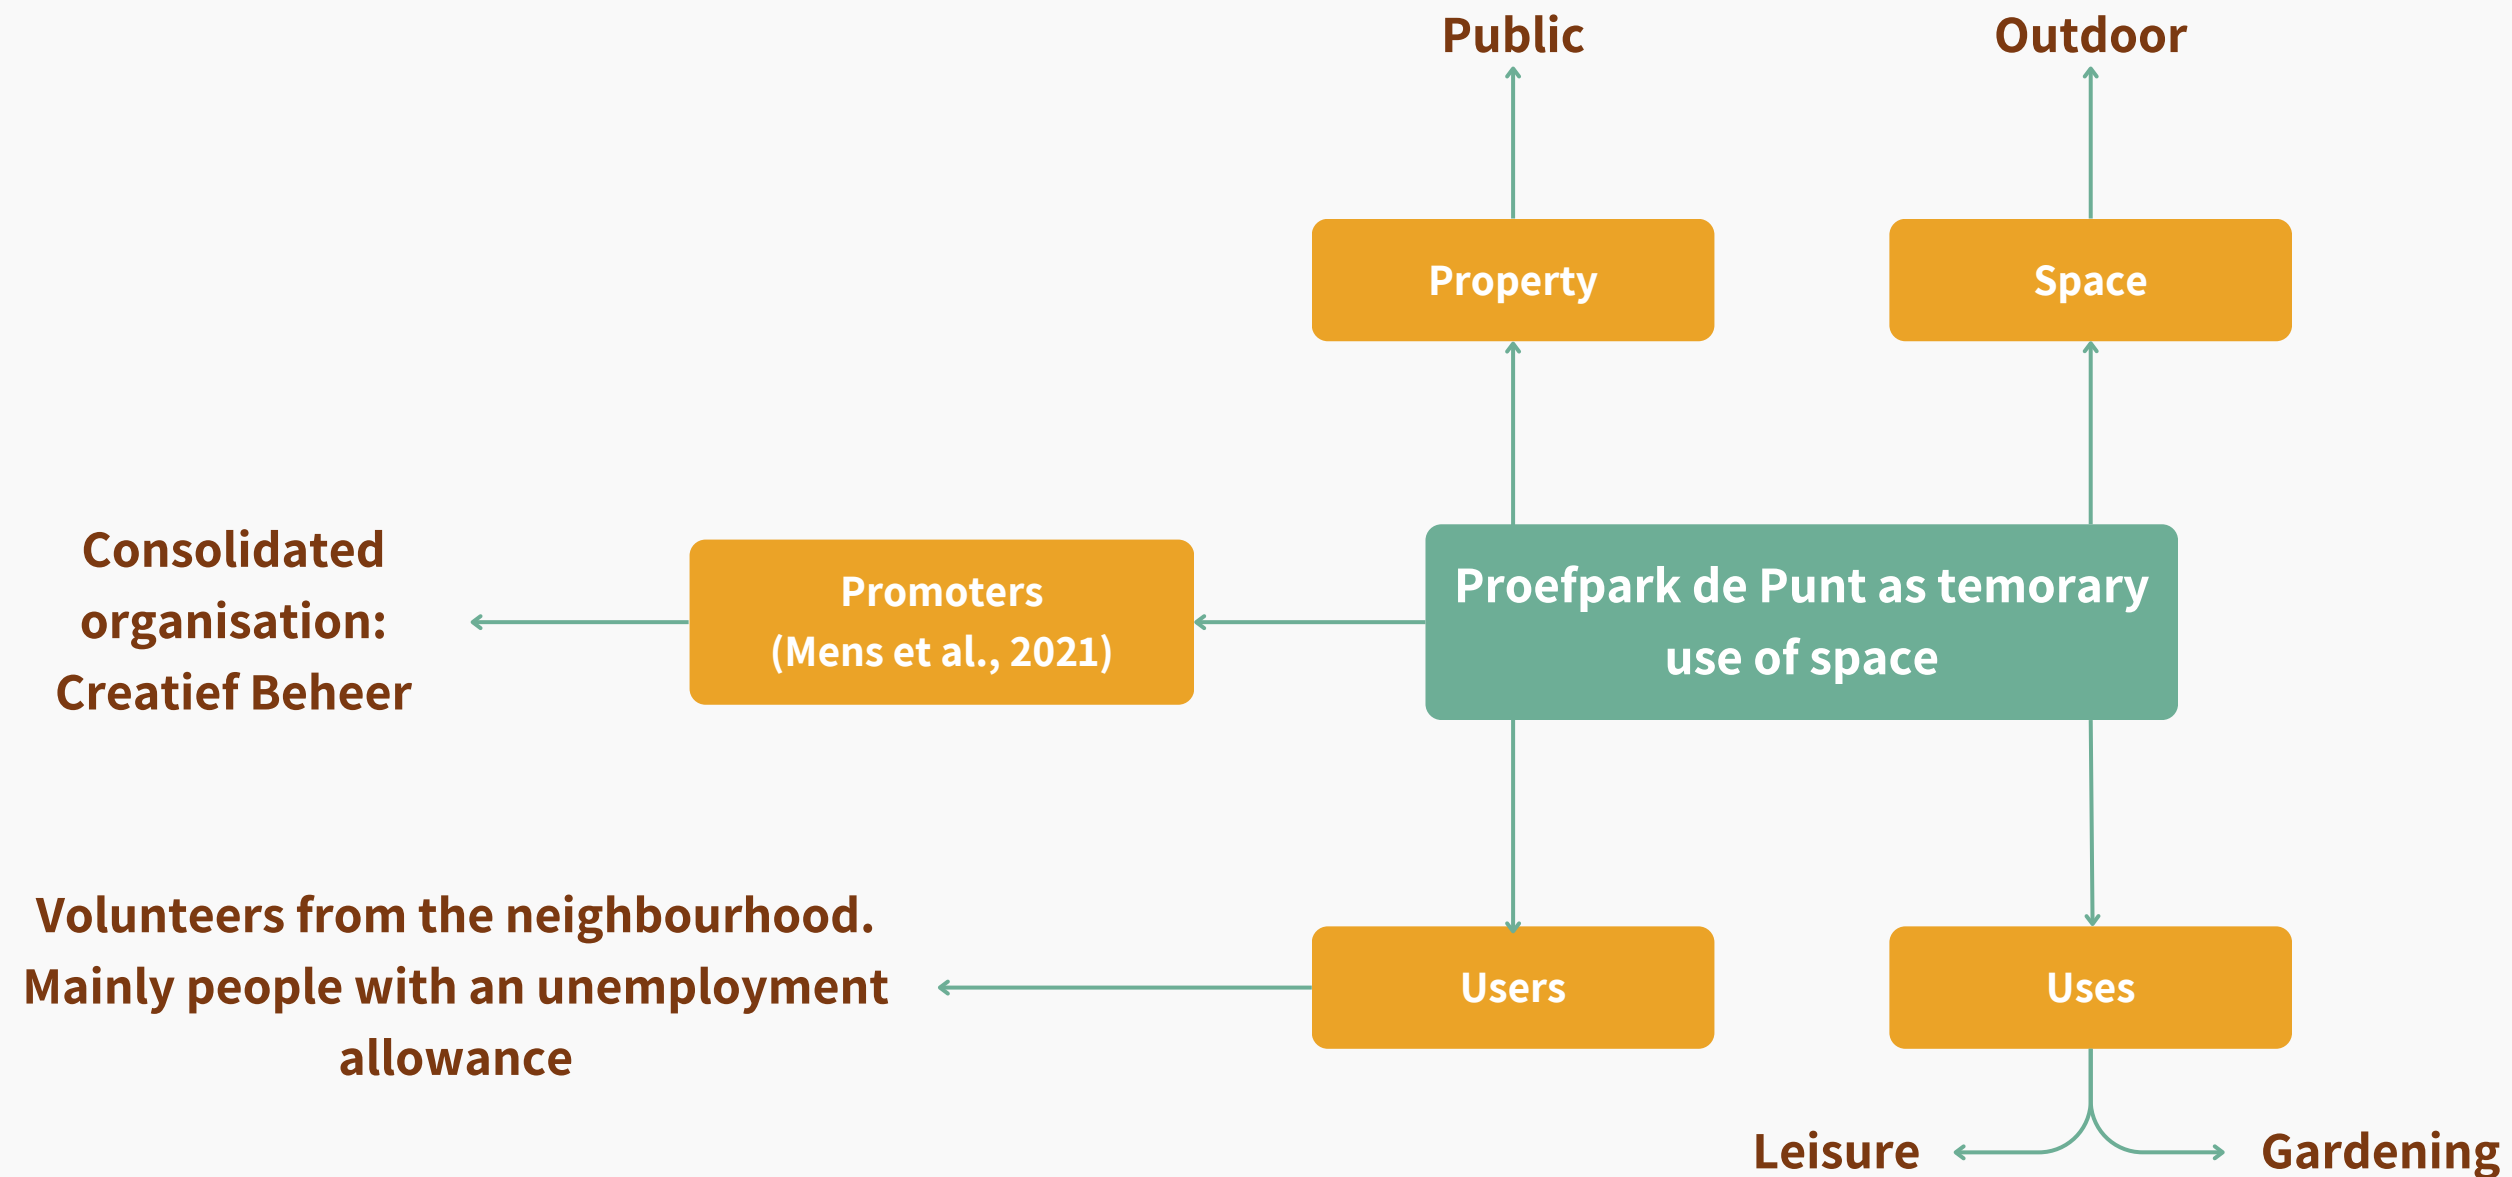 Public
Outdoor
Property
Space
Consolidated
organisation:
Creatief Beheer
Promoters
(Mens et al., 2021)
Proefpark de Punt as temorary
use of space
Volunteers from the neighbourhood.
Mainly people with an unemployment
allowance
Users
Uses
Leisure
Gardening